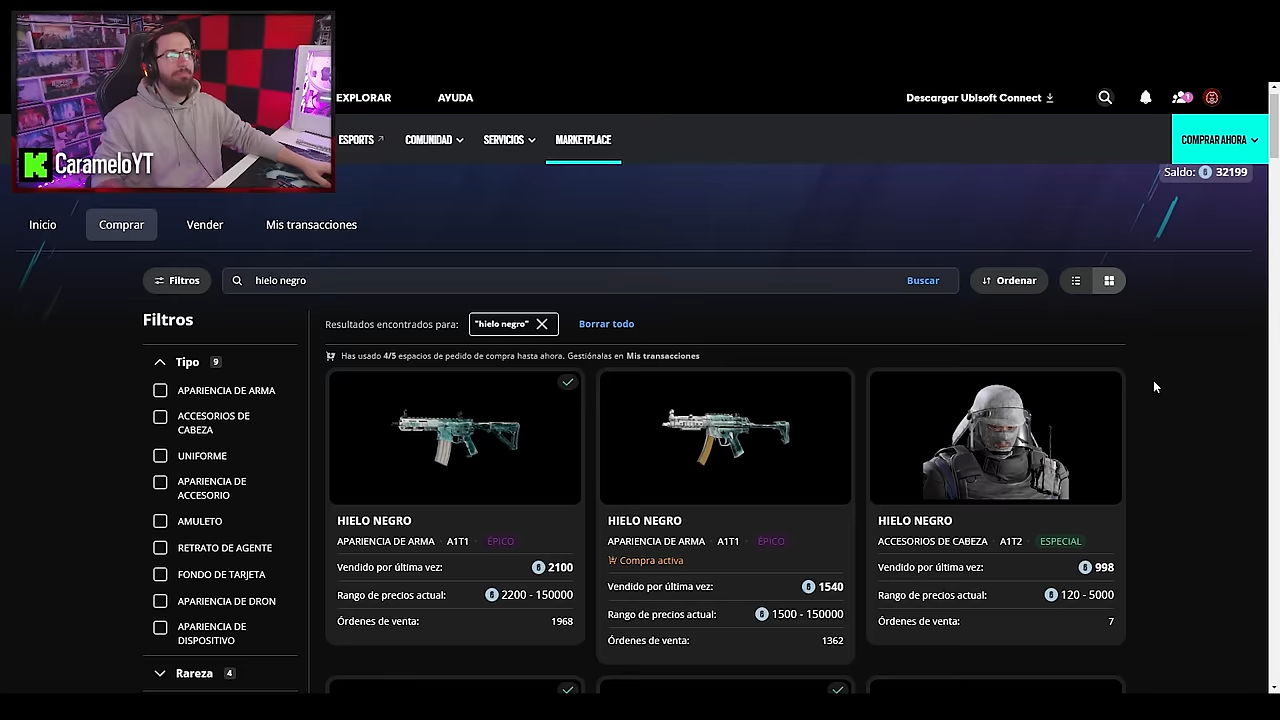 K CarameloYT
EXPLORAR
AYUDA
Descargar Ubisoft Connect
1
ESPORTS
COMUNIDAD
SERVICIOS
MARKETPLACE
COMPRAR AHORA
Saldo: 32199
Inicio
Comprar
Vender
Mis transacciones
Filtros
hielo negro
Buscar
Ordenar
Filtros
Resultados encontrados para:
"hielo negro"
Borrar todo
Has usado 4/5 espacios de pedido de compra hasta ahora. Gestiónalas en Mis transacciones
Tipo 9
APARIENCIA DE ARMA
ACCESORIOS DE
CABEZA
UNIFORME
APARIENCIA DE
ACCESORIO
AMULETO
RETRATO DE AGENTE
FONDO DE TARJETA
APARIENCIA DE DRON
APARIENCIA DE
DISPOSITIVO
Rareza 4
HIELO NEGRO
APARIENCIA DE ARMA A1T1 ÉPICO
Vendido por última vez: 2100
Rango de precios actual: 2200 - 150000
Órdenes de venta: 1968
HIELO NEGRO
APARIENCIA DE ARMA A1T1 ÉPICO
Compra activa
Vendido por última vez: 1540
Rango de precios actual: 1500 - 150000
Órdenes de venta: 1362
HIELO NEGRO
ACCESORIOS DE CABEZA A1T2 ESPECIAL
Vendido por última vez: 998
Rango de precios actual: 120 - 5000
Órdenes de venta: 7